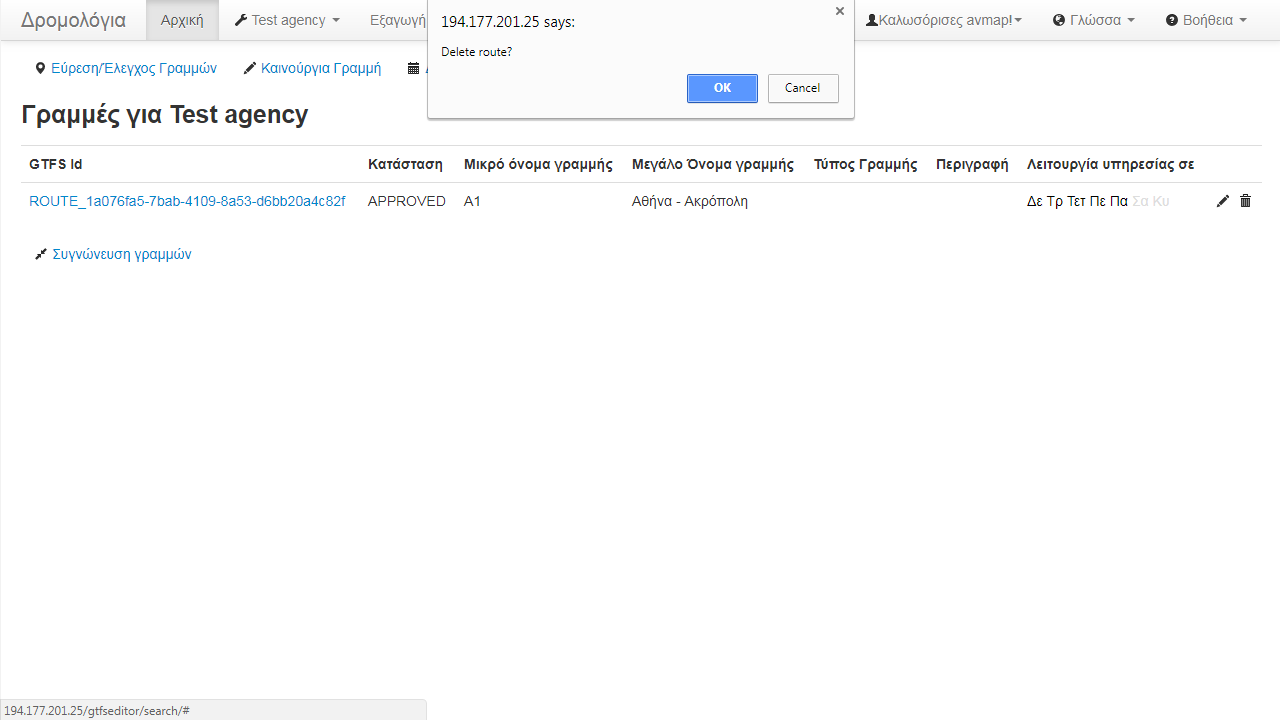 Δρομολόγια Αρχική Test agency Εξαγωγή Καλωσόρισες avmap! Γλώσσα Βοήθεια
194.177.201.25 says:
Delete route?
OK Cancel
Εύρεση/Έλεγχος Γραμμών Καινούργια Γραμμή
Γραμμές για Test agency
GTFS Id Κατάσταση Μικρό όνομα γραμμής Μεγάλο Όνομα γραμμής Τύπος Γραμμής Περιγραφή Λειτουργία υπηρεσίας σε
ROUTE_1a076fa5-7bab-4109-8a53-d6bb20a4c82f APPROVED A1 Αθήνα - Ακρόπολη Δε Τρ Τετ Πε Πα Σα Κυ
Συγνώνευση γραμμών
194.177.201.25/gtfseditor/search/#